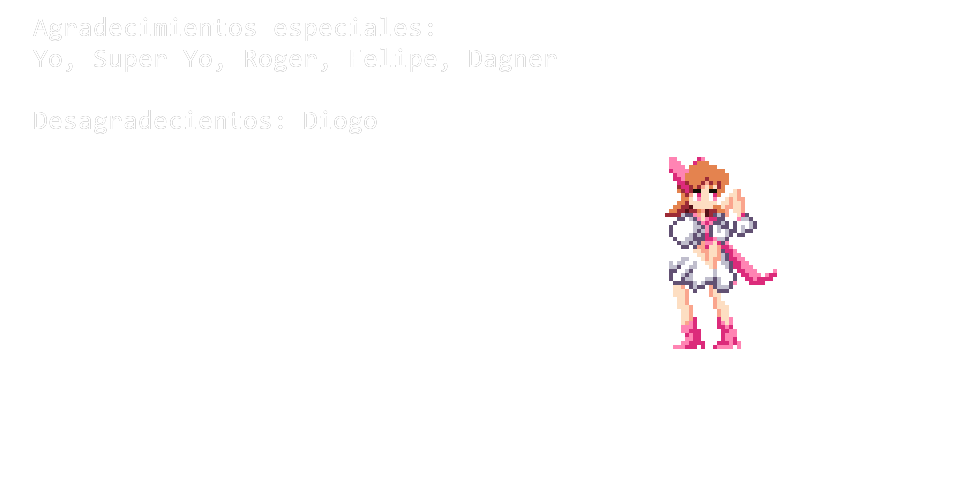 Agradecimientos especiales:
Yo, Super Yo, Roger, Felipe, Dagner
Desagradecientos: Diogo